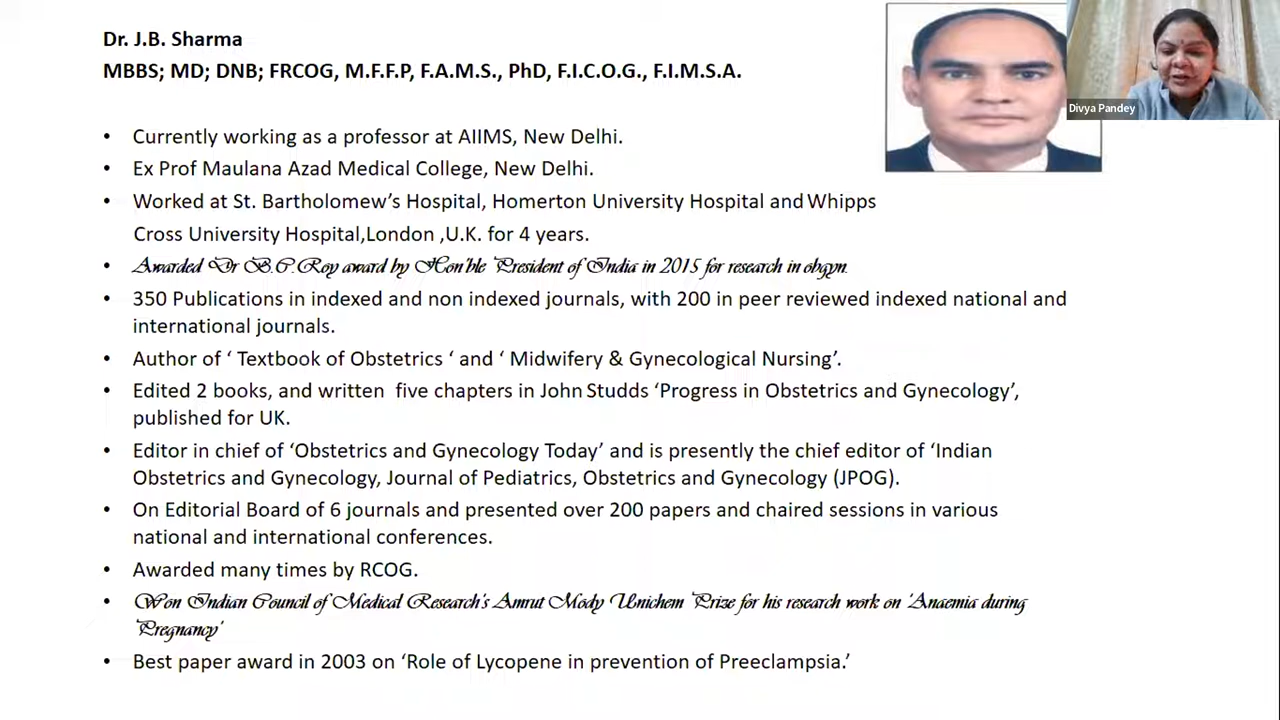 Dr. J.B. Sharma
MBBS; MD; DNB; FRCOG, M.F.F.P, F.A.M.S., PhD, F.I.C.O.G., F.I.M.S.A.
Divya Pandey
• Currently working as a professor at AIIMS, New Delhi.
• Ex Prof Maulana Azad Medical College, New Delhi.
• Worked at St. Bartholomew’s Hospital, Homerton University Hospital and Whipps
Cross University Hospital,London ,U.K. for 4 years.
• Awarded Dr B.C.Roy award by Hon'ble President of India in 2015 for research in obgyn.
• 350 Publications in indexed and non indexed journals, with 200 in peer reviewed indexed national and
international journals.
• Author of ‘ Textbook of Obstetrics ‘ and ‘ Midwifery & Gynecological Nursing’.
• Edited 2 books, and written five chapters in John Studds ‘Progress in Obstetrics and Gynecology’,
published for UK.
• Editor in chief of ‘Obstetrics and Gynecology Today’ and is presently the chief editor of ‘Indian
Obstetrics and Gynecology, Journal of Pediatrics, Obstetrics and Gynecology (JPOG).
• On Editorial Board of 6 journals and presented over 200 papers and chaired sessions in various
national and international conferences.
• Awarded many times by RCOG.
• Won Indian Council of Medical Research's Amrut Mody Unichem Prize for his research work on 'Anaemia during
Pregnancy'
• Best paper award in 2003 on ‘Role of Lycopene in prevention of Preeclampsia.’